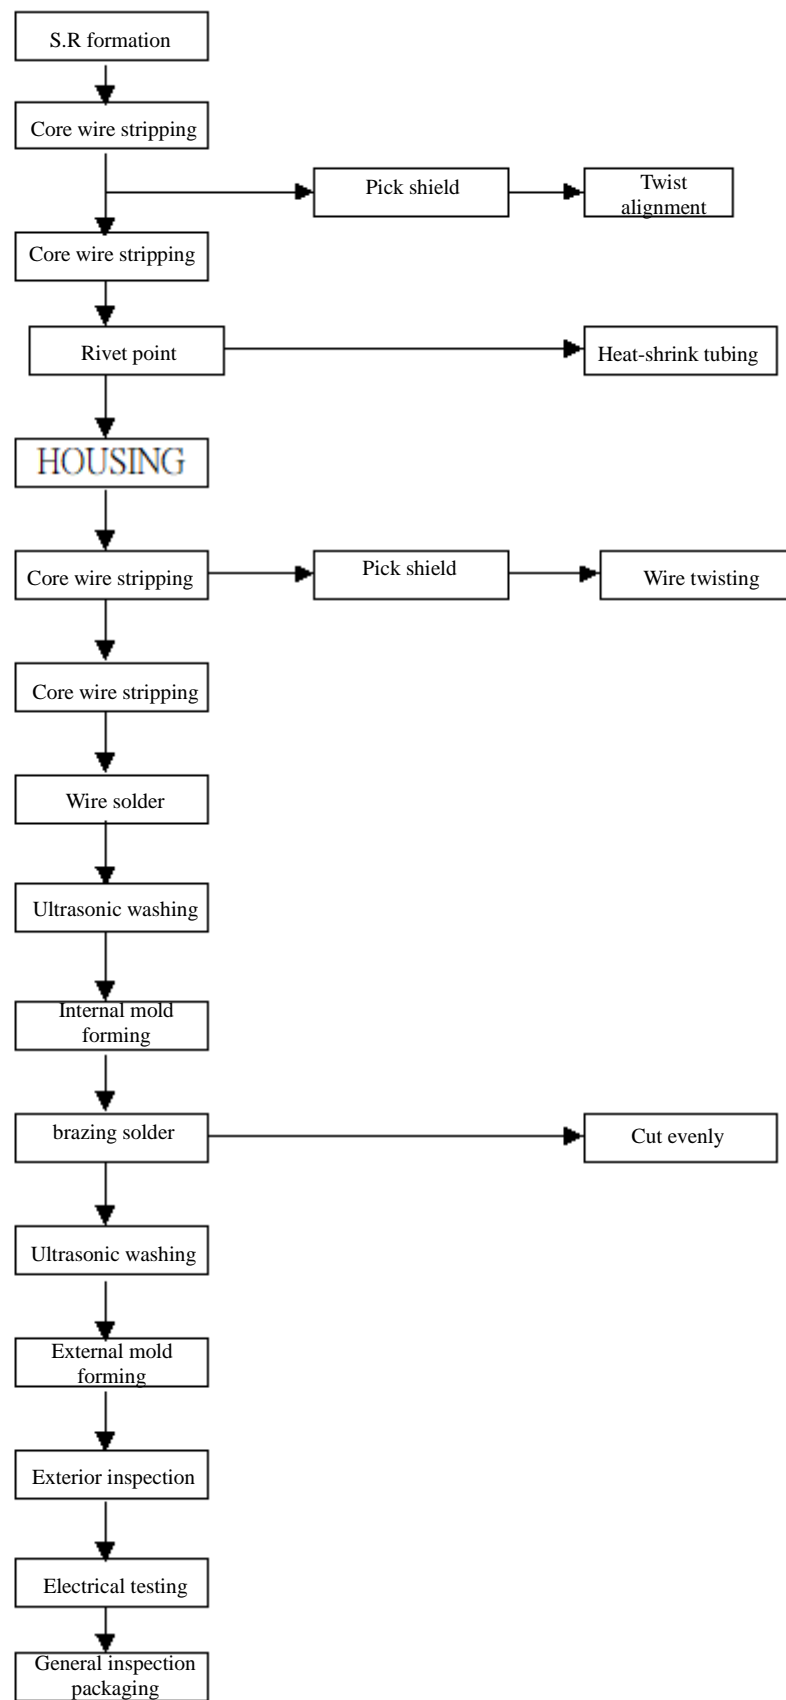 S.R formation
Core wire stripping
Pick shield
Twist
alignment
Core wire stripping
Rivet point
Heat-shrink tubing
HOUSING
Core wire stripping
Pick shield
Wire twisting
Core wire stripping
Wire solder
Ultrasonic washing
Internal mold
forming
brazing solder
Cut evenly
Ultrasonic washing
External mold
forming
Exterior inspection
Electrical testing
General inspection
packaging